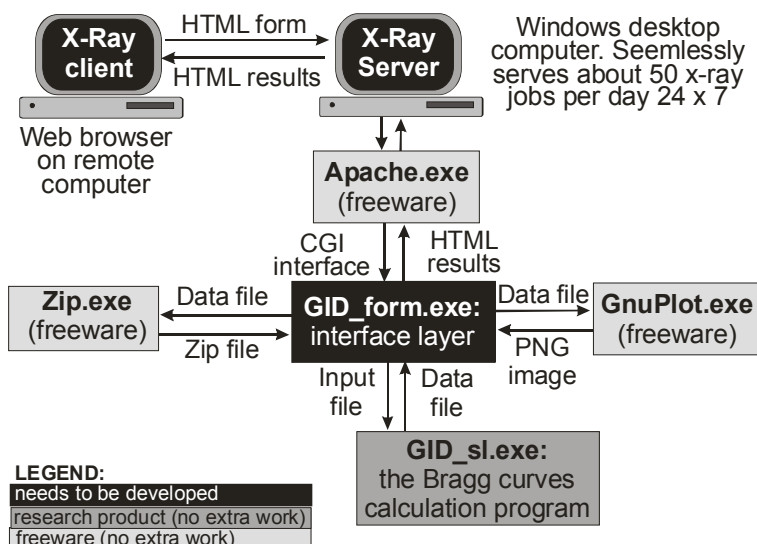 X-Ray
client
HTML form
HTML results
X-Ray
Server
Windows desktop
computer. Seemlessly
serves about 50 x-ray
jobs per day 24 x 7
Web browser
on remote
computer
Apache.exe
(freeware)
CGI
interface
HTML
results
Zip.exe
(freeware)
Data file
Zip file
GID_form.exe:
interface layer
Data file
PNG
image
GnuPlot.exe
(freeware)
Input
file
Data
file
GID_sl.exe:
the Bragg curves
calculation program
LEGEND:
needs to be developed
research product (no extra work)
freeware (no extra work)